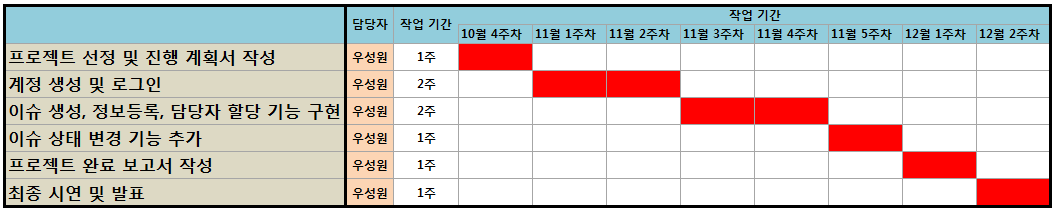 담당자 작업 기간 작업 기간
10월 4주차 11월 1주차 11월 2주차 11월 3주차 11월 4주차 11월 5주차 12월 1주차 12월 2주차
프로젝트 선정 및 진행 계획서 작성 우성원 1주
계정 생성 및 로그인 우성원 2주
이슈 생성, 정보등록, 담당자 할당 기능 구현 우성원 2주
이슈 상태 변경 기능 추가 우성원 1주
프로젝트 완료 보고서 작성 우성원 1주
최종 시연 및 발표 우성원 1주